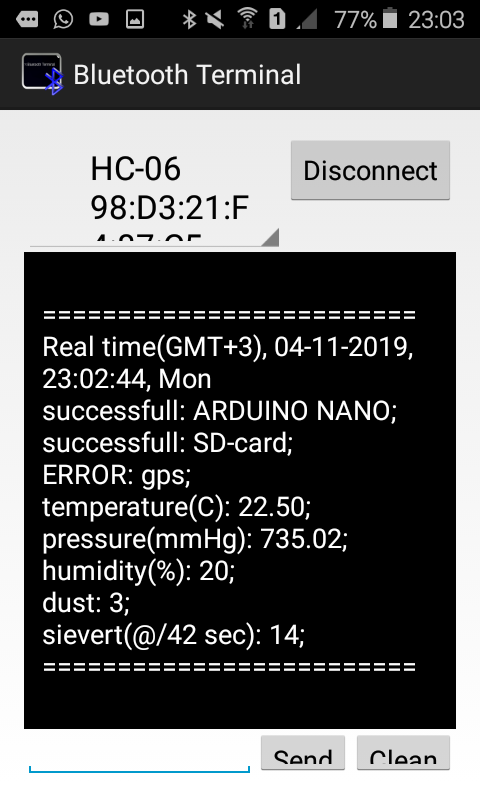 77% 23:03
Bluetooth Terminal
HC-06
98:D3:21:F
Disconnect
=========================
Real time(GMT+3), 04-11-2019,
23:02:44, Mon
successfull: ARDUINO NANO;
successfull: SD-card;
ERROR: gps;
temperature(C): 22.50;
pressure(mmHg): 735.02;
humidity(%): 20;
dust: 3;
sievert(@/42 sec): 14;
=========================
Send Clean